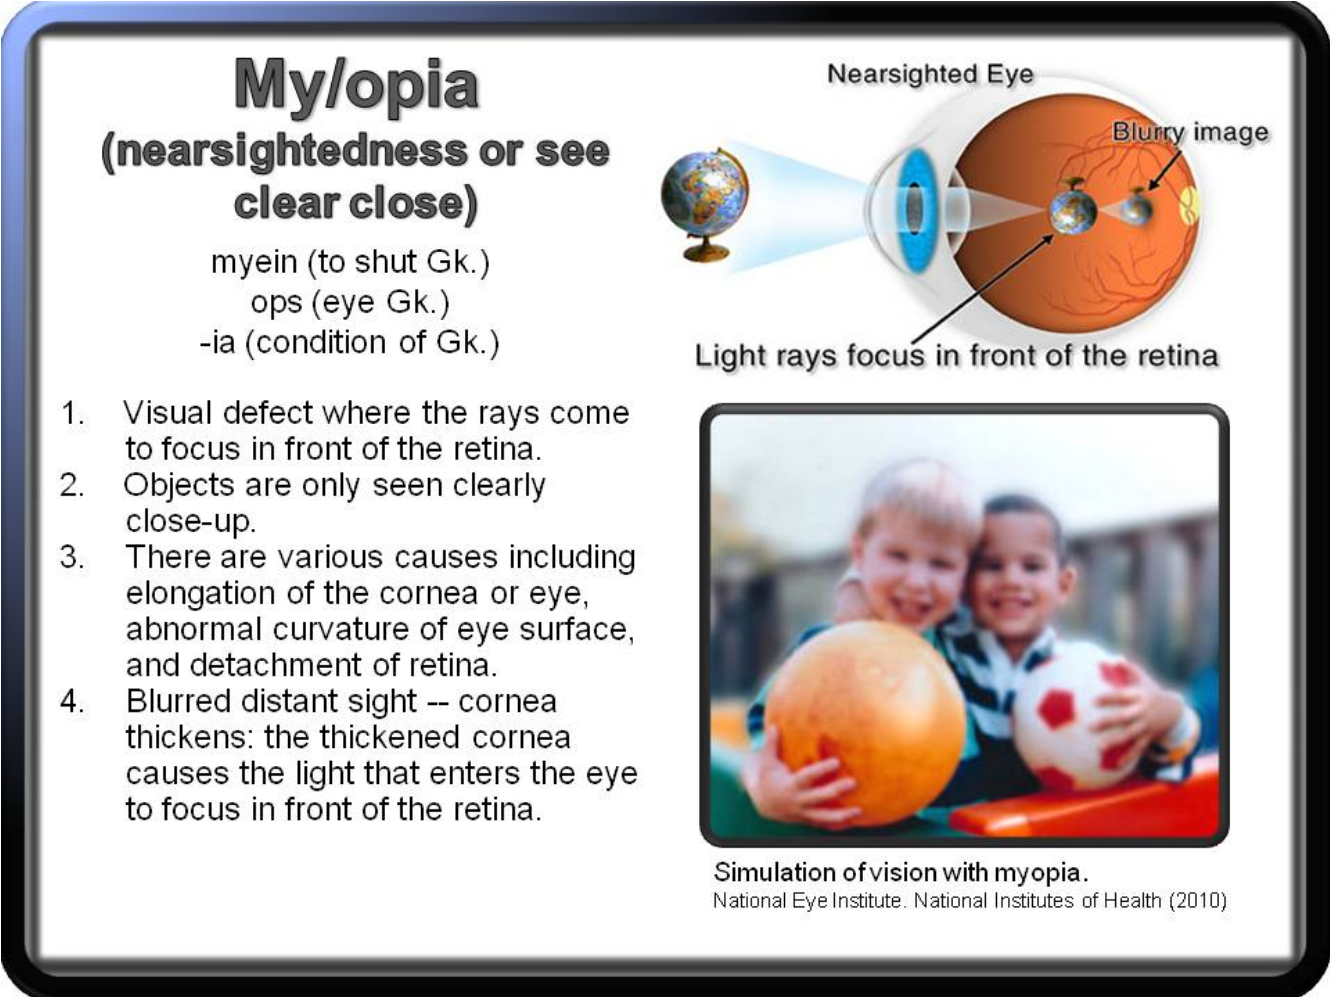 My/opia
(nearsightedness or see
clear close)
myein (to shut Gk.)
ops (eye Gk.)
-ia (condition of Gk.)
1. Visual defect where the rays come
to focus in front of the retina.
2. Objects are only seen clearly
close-up.
3. There are various causes including
elongation of the cornea or eye,
abnormal curvature of eye surface,
and detachment of retina.
4. Blurred distant sight -- cornea
thickens: the thickened cornea
causes the light that enters the eye
to focus in front of the retina.
Nearsighted Eye
Blurry image
Light rays focus in front of the retina
Simulation of vision with myopia.
National Eye Institute. National Institutes of Health (2010)